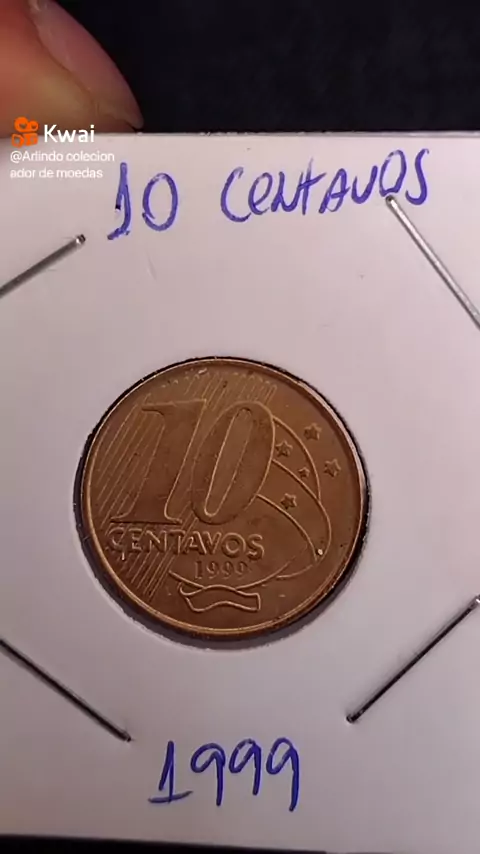 Kwai
@Arlindo colecion
ador de moedas
10 CENTAVOS
10
CENTAVOS
1999
1999